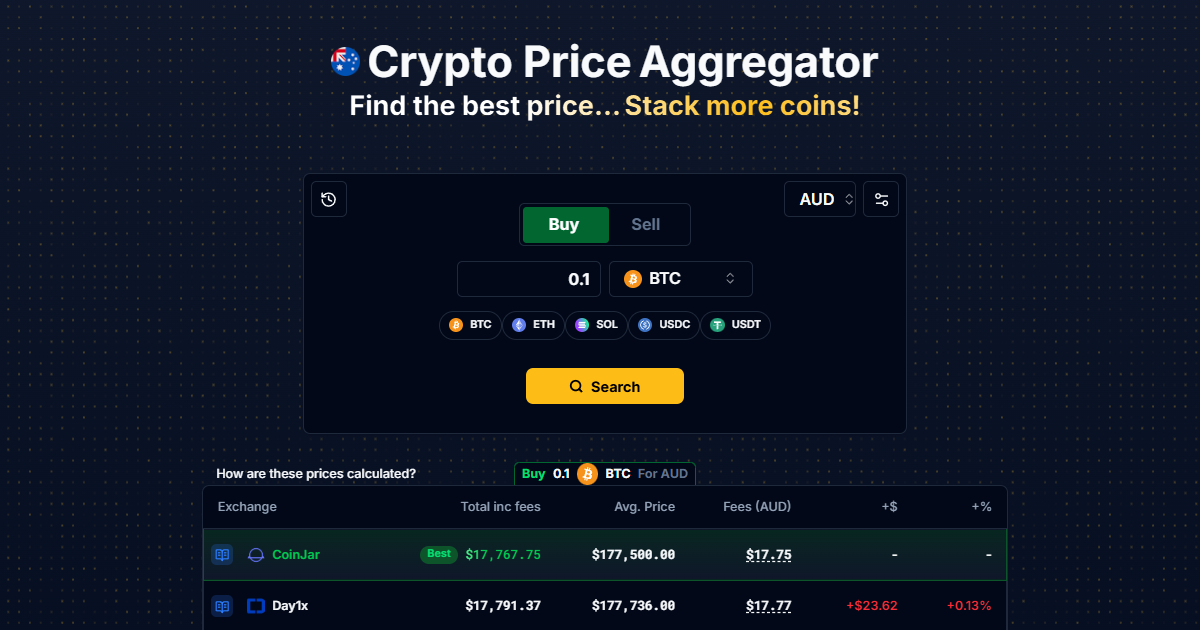 Crypto Price Aggregator
Find the best price... Stack more coins!
AUD
Buy Sell
0.1 BTC
BTC ETH SOL USDC USDT
Search
How are these prices calculated? Buy 0.1 BTC For AUD
Exchange Total inc fees Avg. Price Fees (AUD) +$ +%
CoinJar Best $17,767.75 $177,500.00 $17.75 - -
Day1x $17,791.37 $177,736.00 $17.77 +$23.62 +0.13%